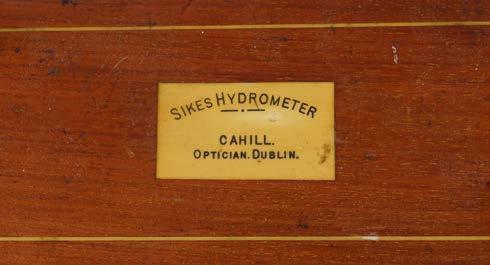 SIKES HYDROMETER
CAHILL.
OPTICIAN. DUBLIN.